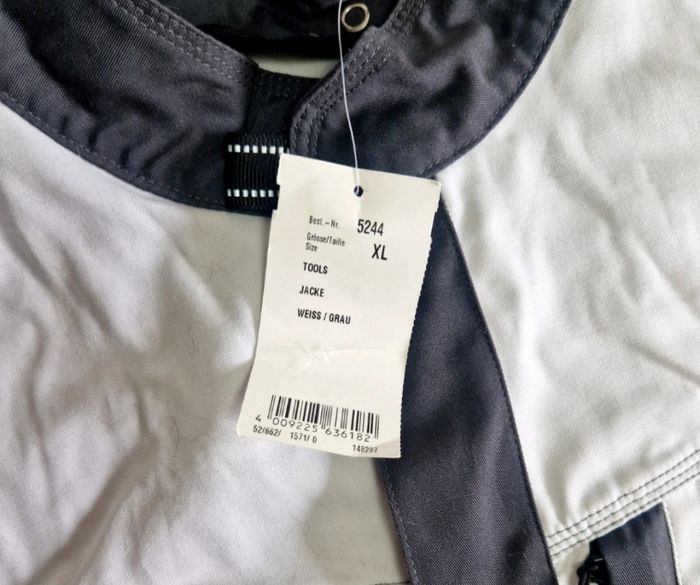 Best.-Nr. 5244
Grösse/Taille
Size XL
TOOLS
JACKE
WEISS / GRAU
4 009225 636182
52/662/ 1571/ 0
148297